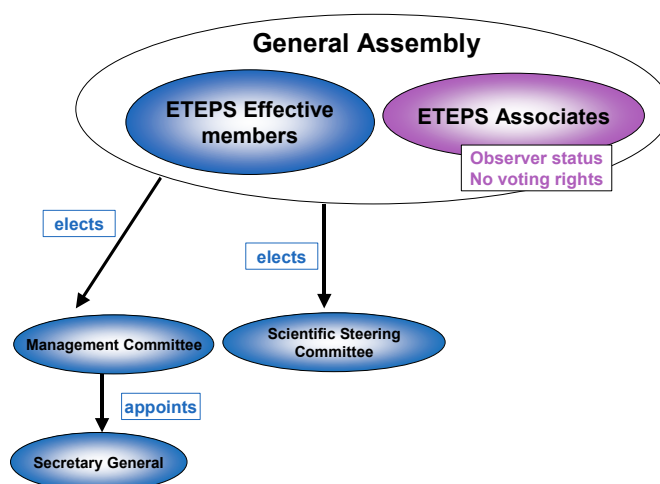 General Assembly
ETEPS Effective
members
ETEPS Associates
Observer status
No voting rights
elects
elects
Management Committee
Scientific Steering
Committee
appoints
Secretary General